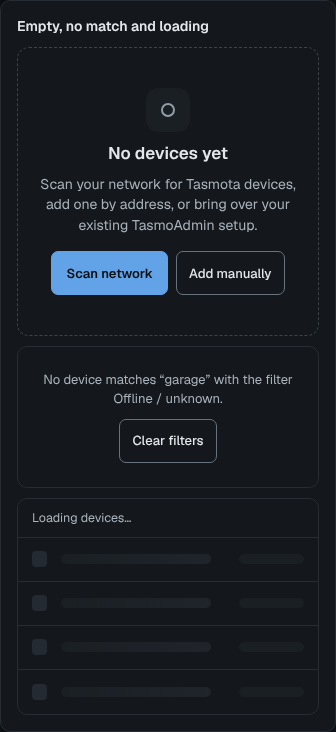 Empty, no match and loading
No devices yet
Scan your network for Tasmota devices,
add one by address, or bring over your
existing TasmoAdmin setup.
Scan network
Add manually
No device matches “garage” with the filter
Offline / unknown.
Clear filters
Loading devices…